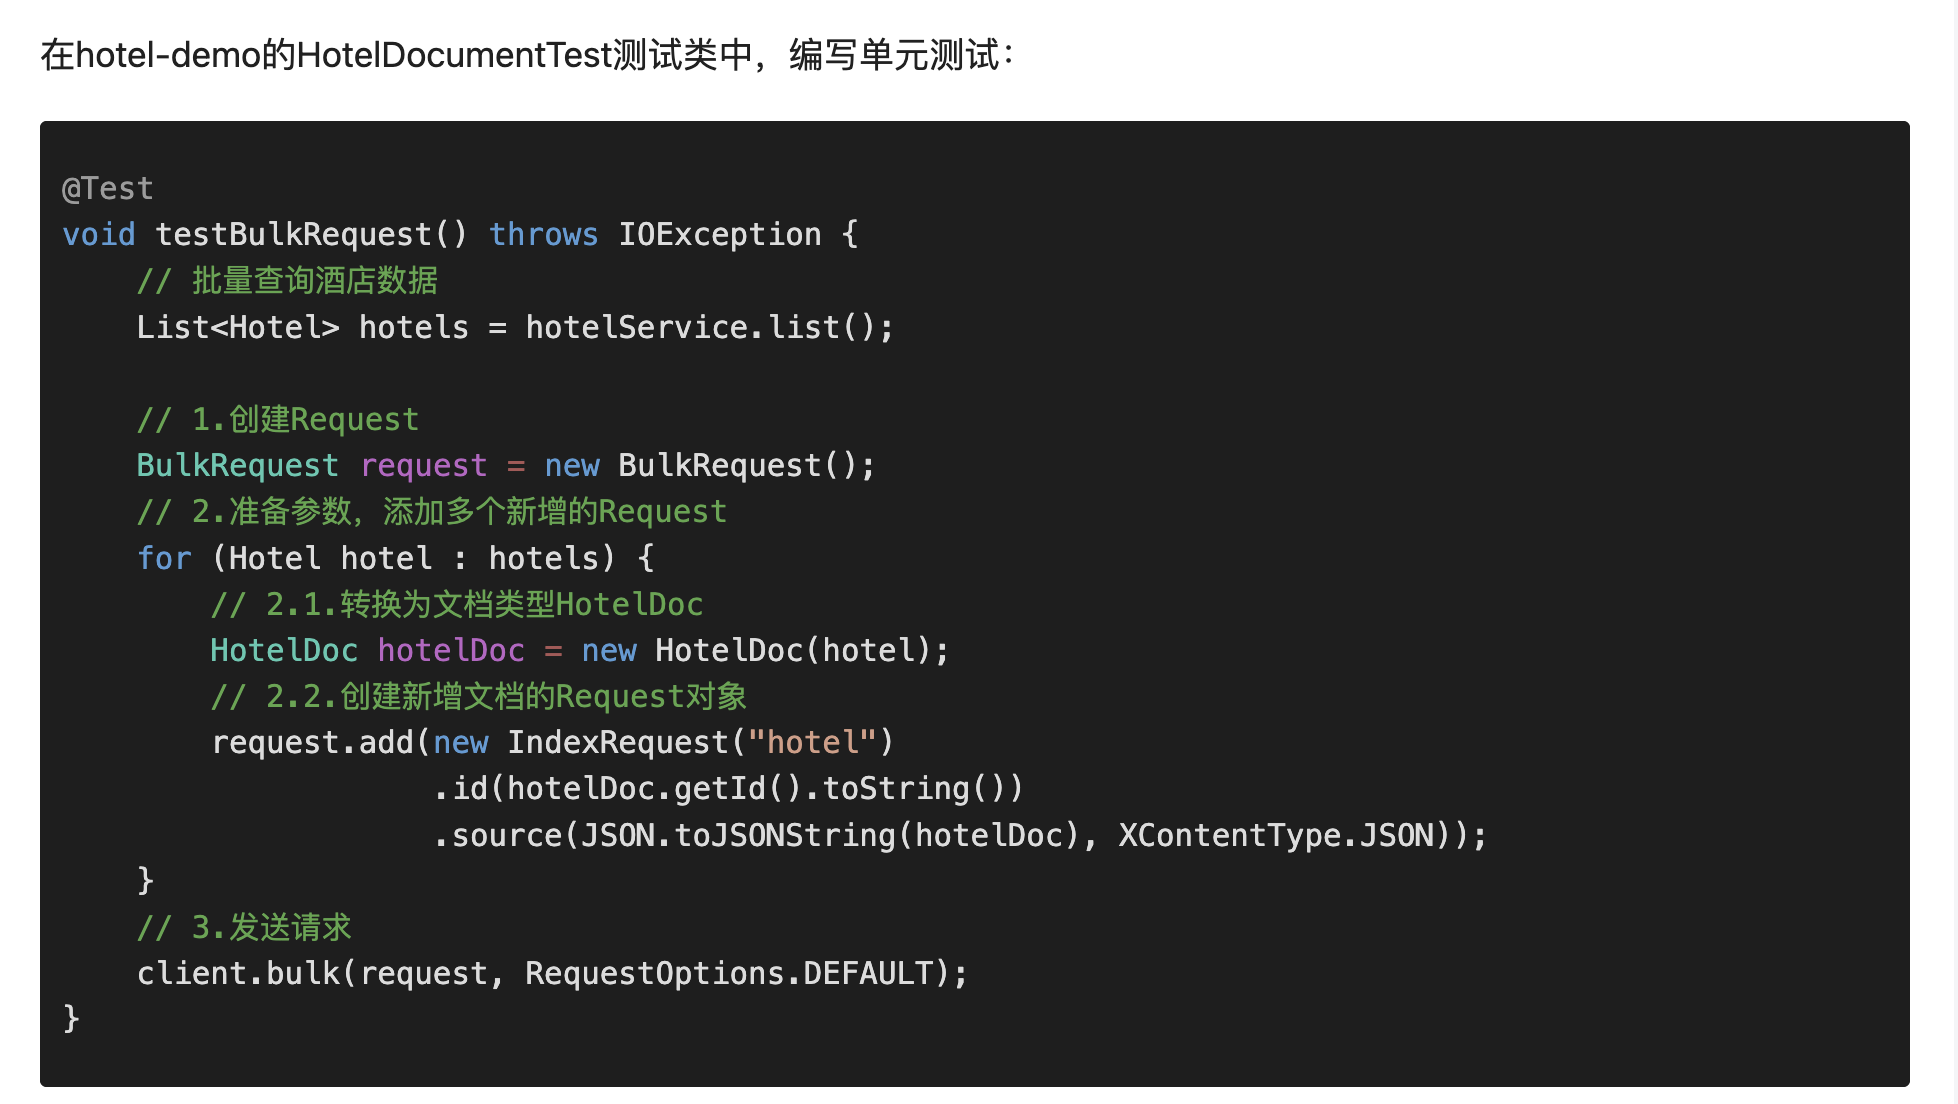 在hotel-demo的HotelDocumentTest测试类中，编写单元测试：
@Test
void testBulkRequest() throws IOException {
    // 批量查询酒店数据
    List<Hotel> hotels = hotelService.list();
    // 1.创建Request
    BulkRequest request = new BulkRequest();
    // 2.准备参数，添加多个新增的Request
    for (Hotel hotel : hotels) {
        // 2.1.转换为文档类型HotelDoc
        HotelDoc hotelDoc = new HotelDoc(hotel);
        // 2.2.创建新增文档的Request对象
        request.add(new IndexRequest("hotel")
                    .id(hotelDoc.getId().toString())
                    .source(JSON.toJSONString(hotelDoc), XContentType.JSON));
    }
    // 3.发送请求
    client.bulk(request, RequestOptions.DEFAULT);
}